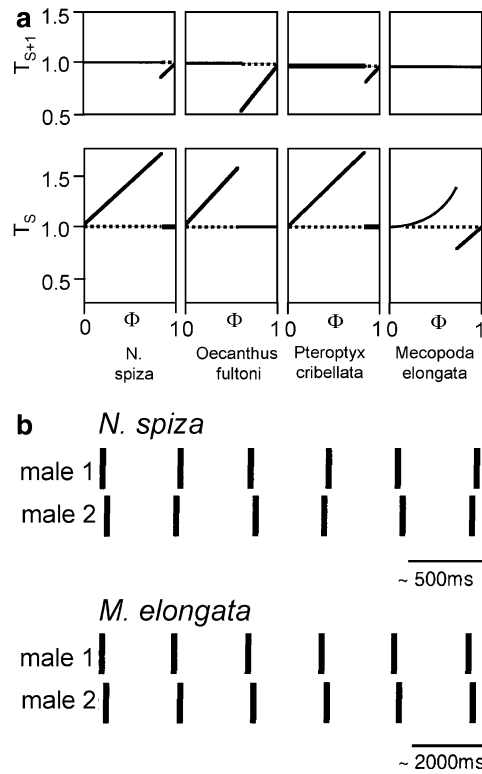 a
T_{S+1}
1.5
1.0
0.5
T_S
1.5
1.0
0.5
0 Φ 1 0 Φ 1 0 Φ 1 0 Φ 1
N. spiza
Oecanthus fultoni
Pteroptyx cribellata
Mecopoda elongata
b
N. spiza
male 1
male 2
~ 500ms
M. elongata
male 1
male 2
~ 2000ms